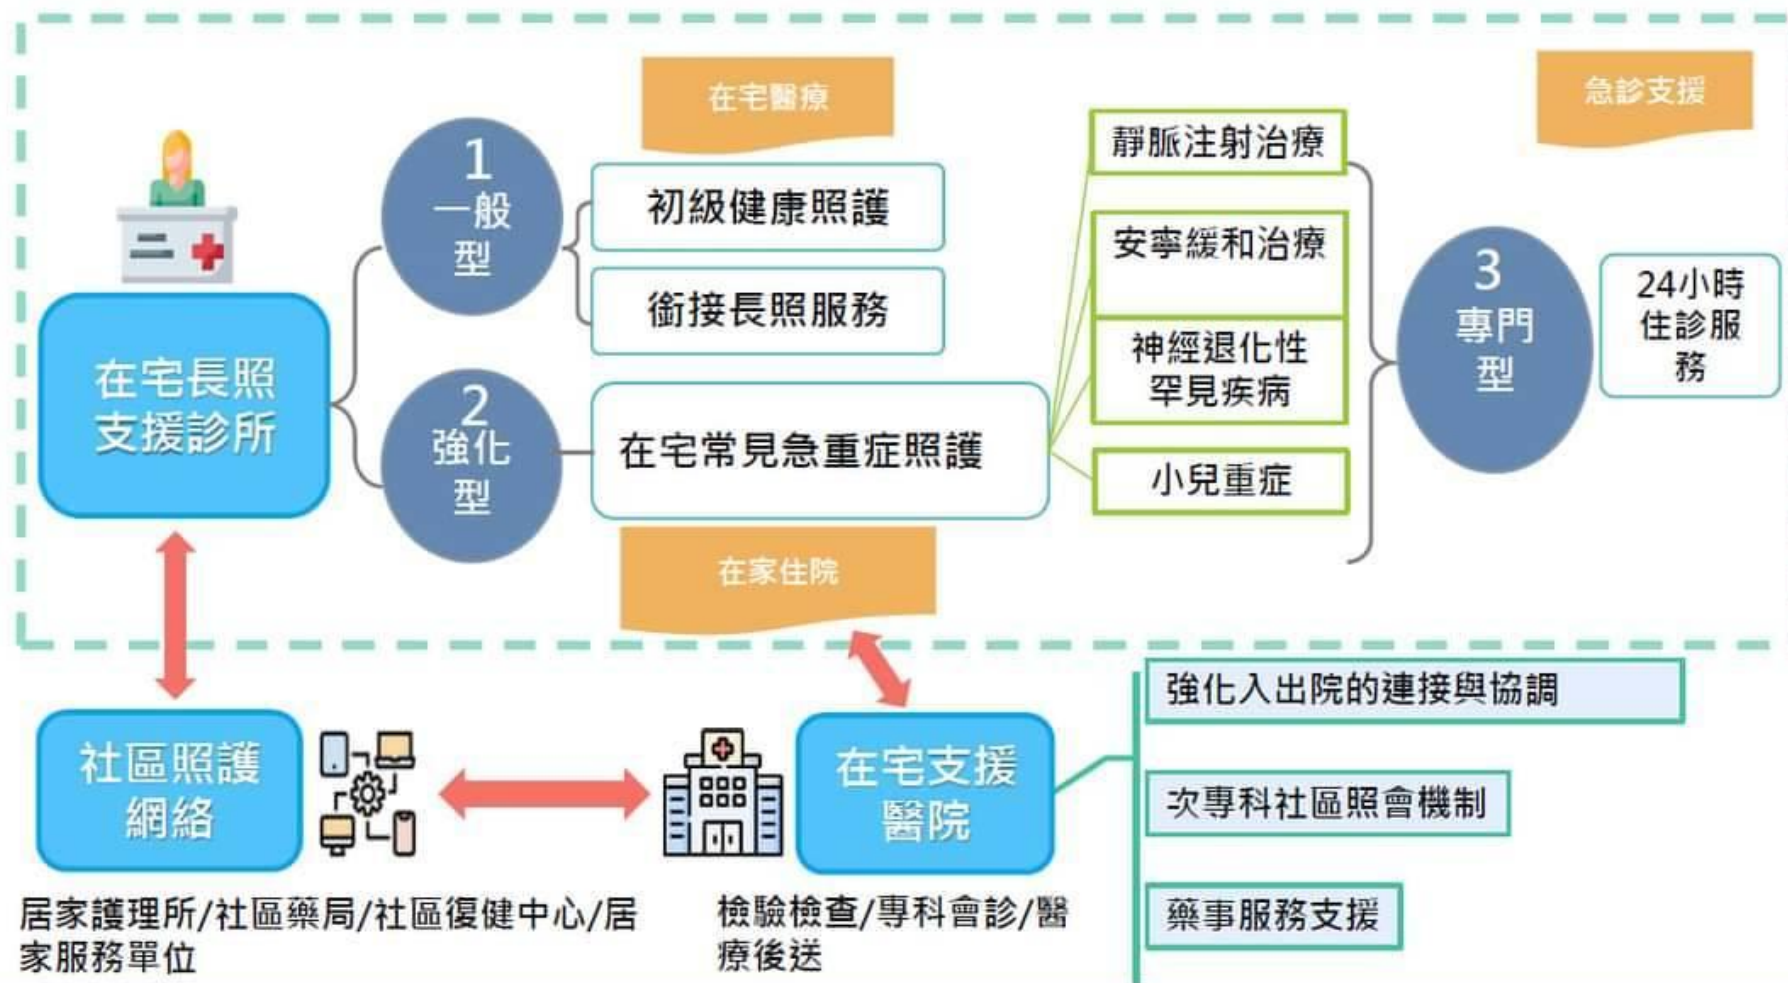 在宅醫療
急診支援
1
一般
型
初級健康照護
銜接長照服務
在宅長照
支援診所
2
強化
型
在宅常見急重症照護
在家住院
靜脈注射治療
安寧緩和治療
神經退化性
罕見疾病
小兒重症
3
專門
型
24小時
住診服
務
社區照護
網絡
居家護理所/社區藥局/社區復健中心/居
家服務單位
在宅支援
醫院
檢驗檢查/專科會診/醫
療後送
強化入出院的連接與協調
次專科社區照會機制
藥事服務支援